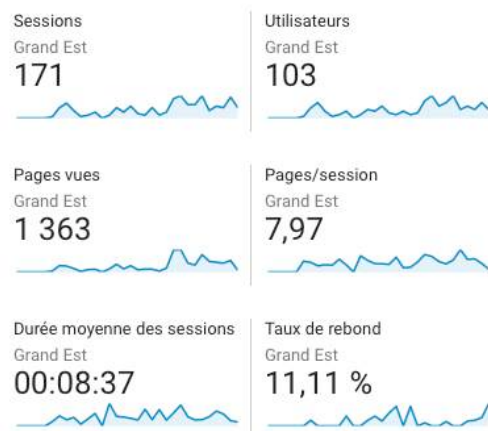 Sessions
Grand Est
171
Utilisateurs
Grand Est
103
Pages vues
Grand Est
1 363
Pages/session
Grand Est
7,97
Durée moyenne des sessions
Grand Est
00:08:37
Taux de rebond
Grand Est
11,11 %